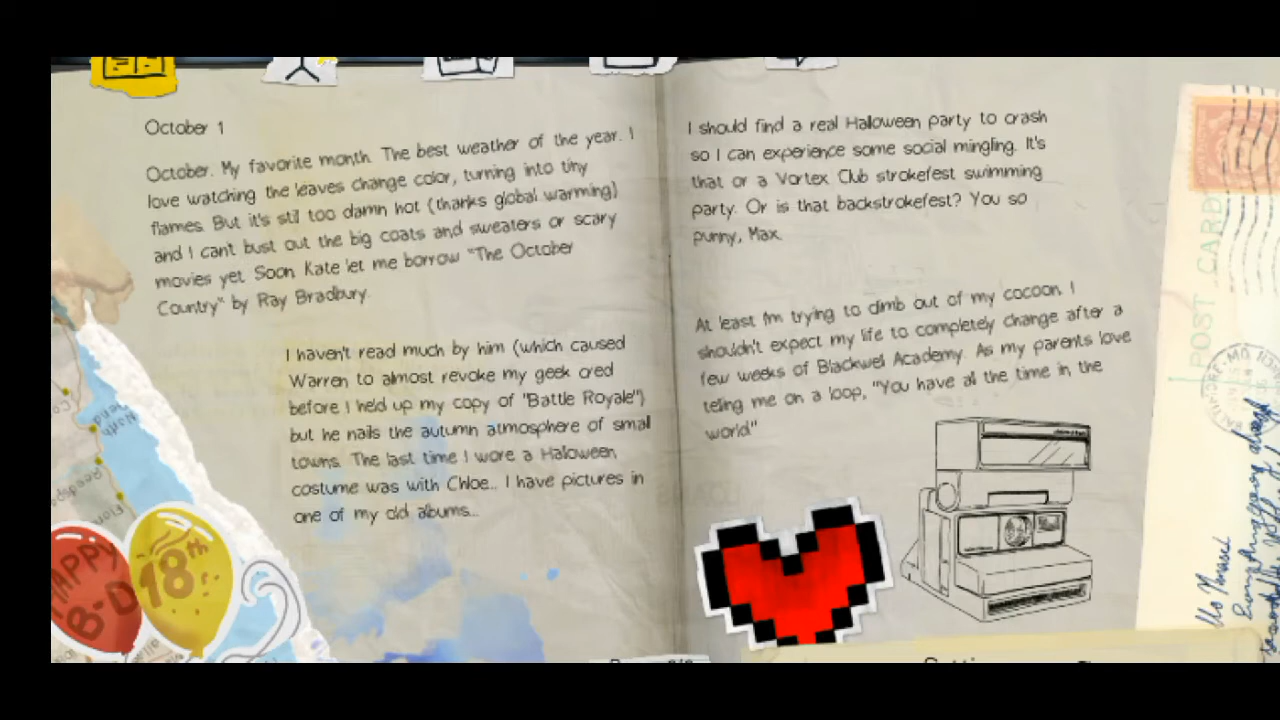 October 1
October. My favorite month. The best weather of the year. I
love watching the leaves change color, turning into tiny
flames. But it's still too damn hot (thanks global warming)
and I can't bust out the big coats and sweaters or scary
movies yet. Soon. Kate let me borrow "The October
Country" by Ray Bradbury.
I haven't read much by him (which caused
Warren to almost revoke my geek cred
before I held up my copy of "Battle Royale")
but he nails the autumn atmosphere of small
towns. The last time I wore a Halloween
costume was with Chloe... I have pictures in
one of my old albums...
HAPPY
B-D
18th
I should find a real Halloween party to crash
so I can experience some social mingling. It's
that or a Vortex Club strokefest swimming
party. Or is that backstrokefest? You so
punny, Max.
At least I'm trying to climb out of my cocoon. I
shouldn't expect my life to completely change after a
few weeks of Blackwell Academy. As my parents love
telling me on a loop, "You have all the time in the
world."
POST CARD